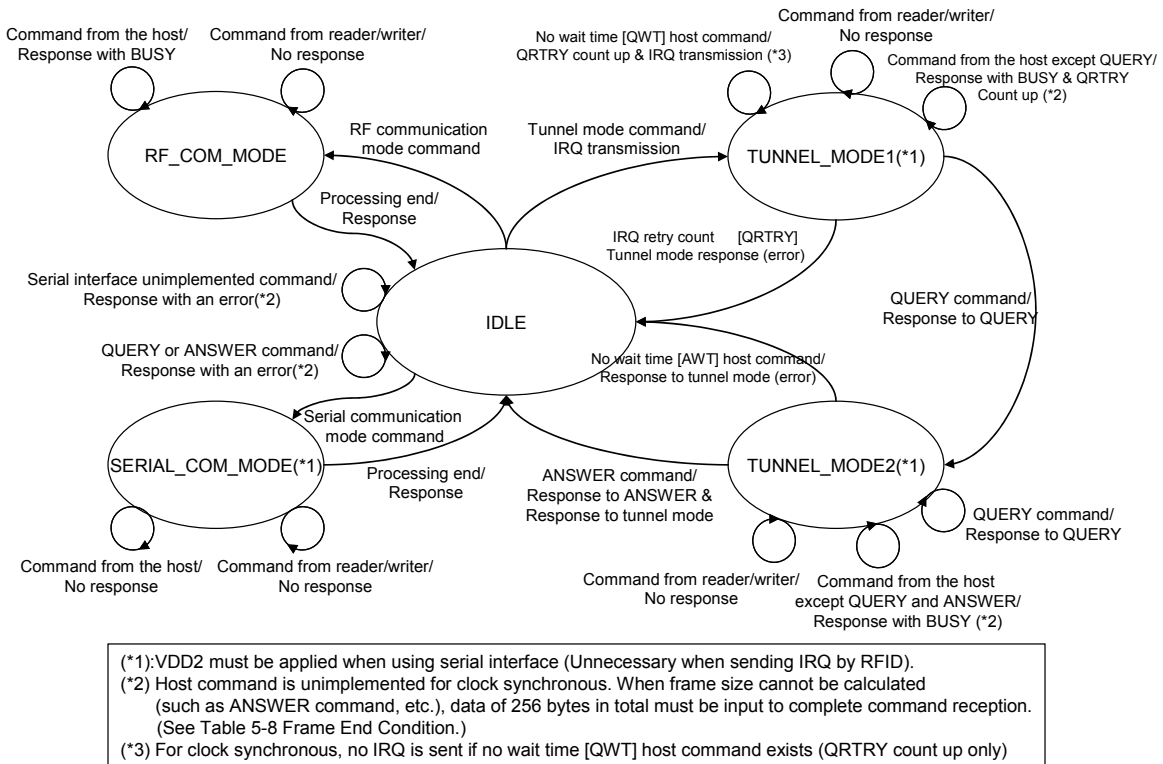 Command from the host/
Response with BUSY
Command from reader/writer/
No response
RF_COM_MODE
RF communication
mode command
Processing end/
Response
No wait time [QWT] host command/
QRTRY count up & IRQ transmission (*3)
Command from reader/writer/
No response
Command from the host except QUERY/
Response with BUSY & QRTRY
Count up (*2)
Tunnel mode command/
IRQ transmission
TUNNEL_MODE1(*1)
IRQ retry count [QRTRY]
Tunnel mode response (error)
Serial interface unimplemented command/
Response with an error(*2)
IDLE
QUERY command/
Response to QUERY
QUERY or ANSWER command/
Response with an error(*2)
No wait time [AWT] host command/
Response to tunnel mode (error)
Serial communication
mode command
SERIAL_COM_MODE(*1)
Processing end/
Response
ANSWER command/
Response to ANSWER &
Response to tunnel mode
TUNNEL_MODE2(*1)
QUERY command/
Response to QUERY
Command from the host/
No response
Command from reader/writer/
No response
Command from reader/writer/
No response
Command from the host
except QUERY and ANSWER/
Response with BUSY (*2)
(*1):VDD2 must be applied when using serial interface (Unnecessary when sending IRQ by RFID).
(*2) Host command is unimplemented for clock synchronous. When frame size cannot be calculated
(such as ANSWER command, etc.), data of 256 bytes in total must be input to complete command reception.
(See Table 5-8 Frame End Condition.)
(*3) For clock synchronous, no IRQ is sent if no wait time [QWT] host command exists (QRTRY count up only)